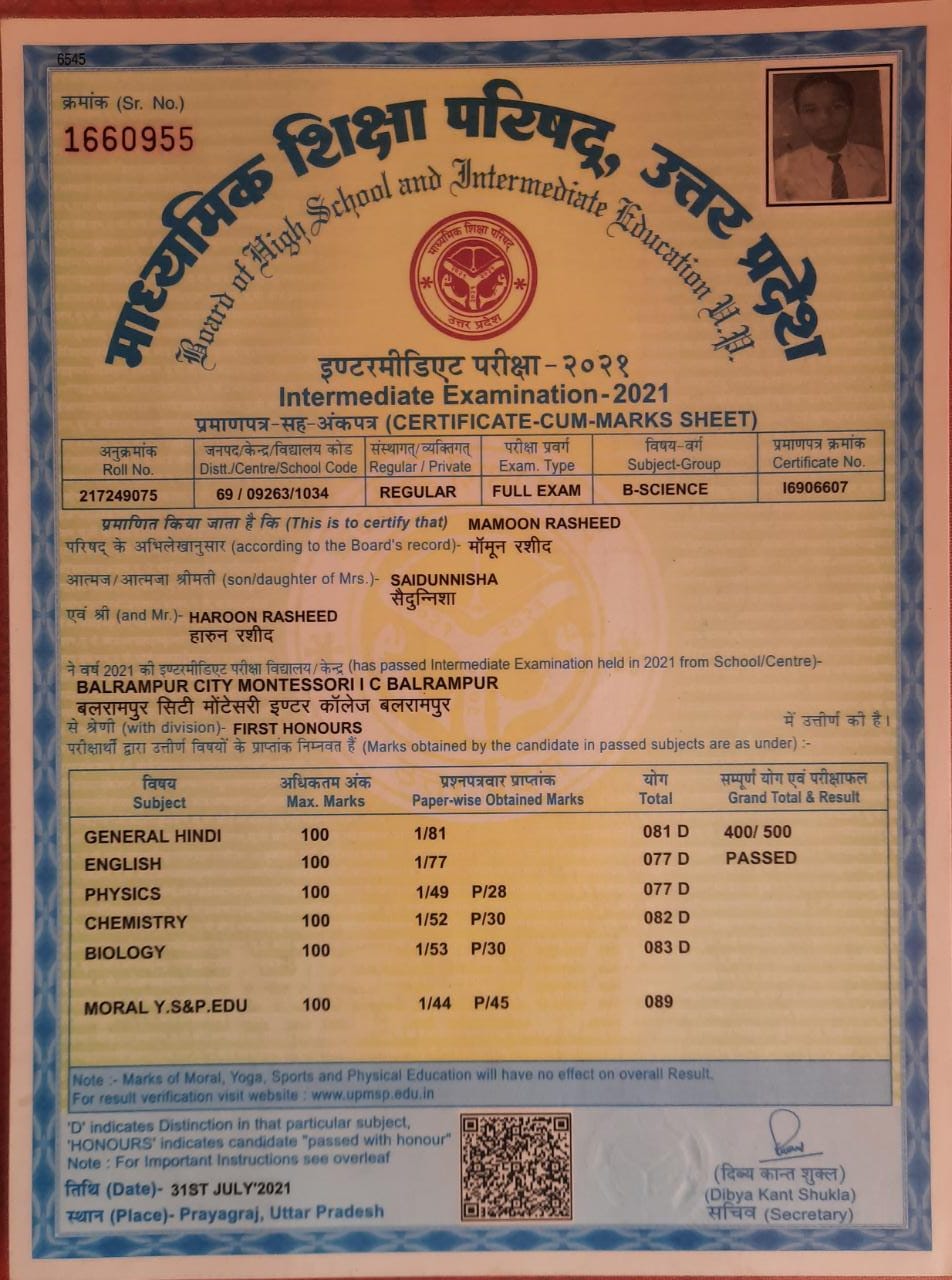 6545
क्रमांक (Sr. No.)
1660955
माध्यमिक शिक्षा परिषद्, उत्तर प्रदेश
Board of High School and Intermediate Education U.P.
माध्यमिक शिक्षा परिषद्
उत्तर प्रदेश
इण्टरमीडिएट परीक्षा - २०२१
Intermediate Examination - 2021
प्रमाणपत्र-सह-अंकपत्र (CERTIFICATE-CUM-MARKS SHEET)
अनुक्रमांक जनपद/केन्द्र/विद्यालय कोड संस्थागत/व्यक्तिगत परीक्षा प्रवर्ग विषय-वर्ग प्रमाणपत्र क्रमांक
Roll No. Distt./Centre/School Code Regular / Private Exam. Type Subject-Group Certificate No.
217249075 69 / 09263/1034 REGULAR FULL EXAM B-SCIENCE I6906607
प्रमाणित किया जाता है कि (This is to certify that) MAMOON RASHEED
परिषद् के अभिलेखानुसार (according to the Board's record)- मॉमून रशीद
आत्मज/आत्मजा श्रीमती (son/daughter of Mrs.)- SAIDUNNISHA
सैदुन्निशा
एवं श्री (and Mr.)- HAROON RASHEED
हारुन रशीद
ने वर्ष 2021 की इण्टरमीडिएट परीक्षा विद्यालय/केन्द्र (has passed Intermediate Examination held in 2021 from School/Centre)-
BALRAMPUR CITY MONTESSORI I C BALRAMPUR
बलरामपुर सिटी मोंटेसरी इण्टर कॉलेज बलरामपुर
से श्रेणी (with division)- FIRST HONOURS में उत्तीर्ण की है।
परीक्षार्थी द्वारा उत्तीर्ण विषयों के प्राप्तांक निम्नवत हैं (Marks obtained by the candidate in passed subjects are as under) :-
विषय अधिकतम अंक प्रश्नपत्रवार प्राप्तांक योग सम्पूर्ण योग एवं परीक्षाफल
Subject Max. Marks Paper-wise Obtained Marks Total Grand Total & Result
GENERAL HINDI 100 1/81 081 D 400/ 500
ENGLISH 100 1/77 077 D PASSED
PHYSICS 100 1/49 P/28 077 D
CHEMISTRY 100 1/52 P/30 082 D
BIOLOGY 100 1/53 P/30 083 D
MORAL Y.S&P.EDU 100 1/44 P/45 089
Note :- Marks of Moral, Yoga, Sports and Physical Education will have no effect on overall Result.
For result verification visit website : www.upmsp.edu.in
'D' indicates Distinction in that particular subject,
'HONOURS' indicates candidate "passed with honour"
Note : For Important Instructions see overleaf
तिथि (Date)- 31ST JULY'2021
स्थान (Place)- Prayagraj, Uttar Pradesh
(दिब्य कान्त शुक्ल)
(Dibya Kant Shukla)
सचिव (Secretary)